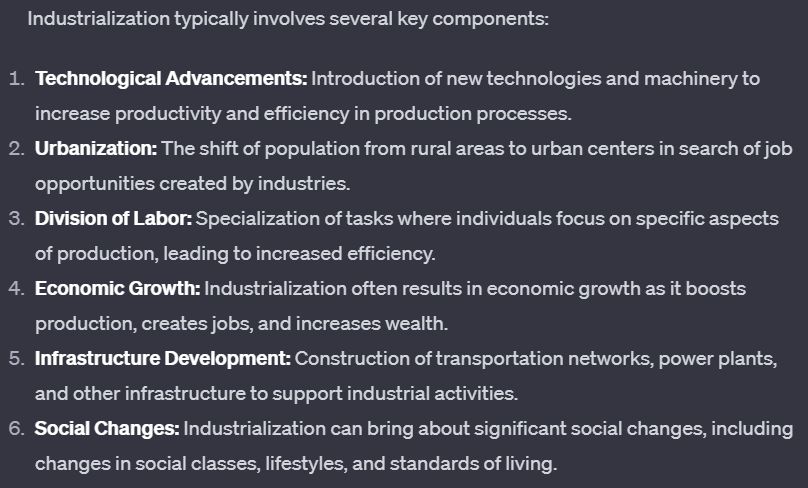 Industrialization typically involves several key components:
1. Technological Advancements: Introduction of new technologies and machinery to
increase productivity and efficiency in production processes.
2. Urbanization: The shift of population from rural areas to urban centers in search of job
opportunities created by industries.
3. Division of Labor: Specialization of tasks where individuals focus on specific aspects
of production, leading to increased efficiency.
4. Economic Growth: Industrialization often results in economic growth as it boosts
production, creates jobs, and increases wealth.
5. Infrastructure Development: Construction of transportation networks, power plants,
and other infrastructure to support industrial activities.
6. Social Changes: Industrialization can bring about significant social changes, including
changes in social classes, lifestyles, and standards of living.